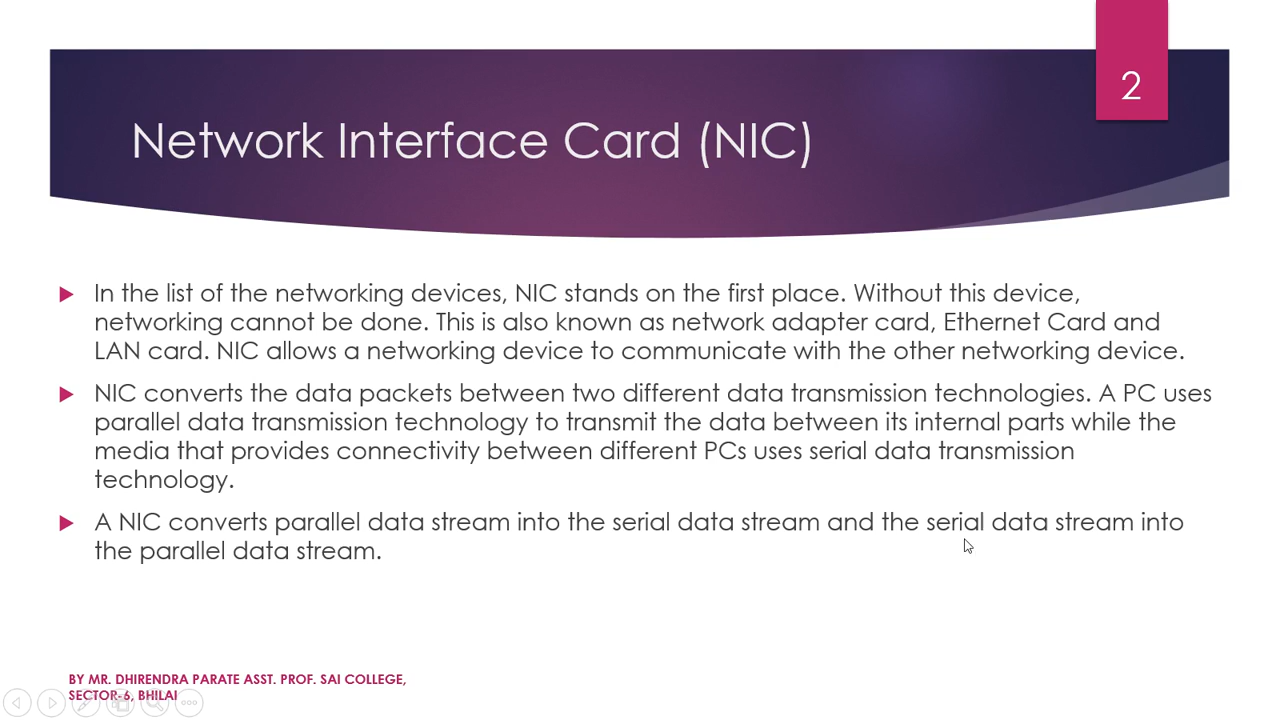 2
Network Interface Card (NIC)
In the list of the networking devices, NIC stands on the first place. Without this device,
networking cannot be done. This is also known as network adapter card, Ethernet Card and
LAN card. NIC allows a networking device to communicate with the other networking device.
NIC converts the data packets between two different data transmission technologies. A PC uses
parallel data transmission technology to transmit the data between its internal parts while the
media that provides connectivity between different PCs uses serial data transmission
technology.
A NIC converts parallel data stream into the serial data stream and the serial data stream into
the parallel data stream.
BY MR. DHIRENDRA PARATE ASST. PROF. SAI COLLEGE,
SECTOR-6, BHILAI